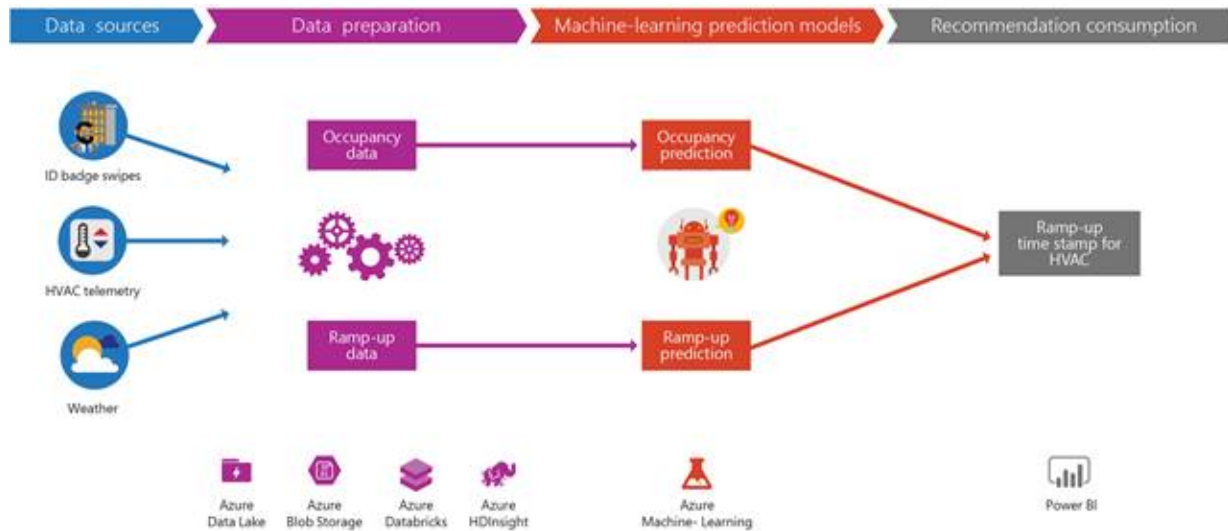 Data sources
Data preparation
Machine-learning prediction models
Recommendation consumption
ID badge swipes
HVAC telemetry
Weather
Occupancy
data
Ramp-up
data
Occupancy
prediction
Ramp-up
prediction
Ramp-up
time stamp for
HVAC
Azure
Data Lake
Azure
Blob Storage
Azure
Databricks
Azure
HDInsight
Azure
Machine- Learning
Power BI